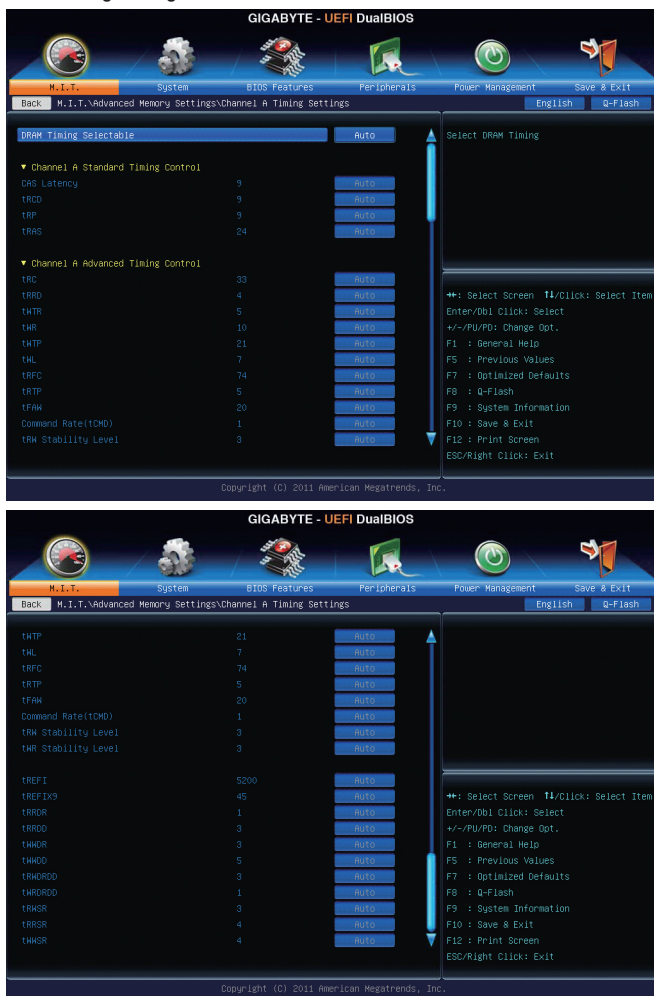 GIGABYTE - UEFI DualBIOS
M.I.T. System BIOS Features Peripherals Power Management Save & Exit
Back M.I.T.\Advanced Memory Settings\Channel A Timing Settings English Q-Flash
DRAM Timing Selectable Auto
▼ Channel A Standard Timing Control
CAS Latency 9 Auto
tRCD 9 Auto
tRP 9 Auto
tRAS 24 Auto
▼ Channel A Advanced Timing Control
tRC 33 Auto
tRRD 4 Auto
tWTR 5 Auto
tWR 10 Auto
tWTP 21 Auto
tWL 7 Auto
tRFC 74 Auto
tRTP 5 Auto
tFAW 20 Auto
Command Rate(tCMD) 1 Auto
tRW Stability Level 3 Auto
Select DRAM Timing
→←: Select Screen ↑↓/Click: Select Item
Enter/Dbl Click: Select
+/-/PU/PD: Change Opt.
F1 : General Help
F5 : Previous Values
F7 : Optimized Defaults
F8 : Q-Flash
F9 : System Information
F10 : Save & Exit
F12 : Print Screen
ESC/Right Click: Exit
Copyright (C) 2011 American Megatrends, Inc.
GIGABYTE - UEFI DualBIOS
M.I.T. System BIOS Features Peripherals Power Management Save & Exit
Back M.I.T.\Advanced Memory Settings\Channel A Timing Settings English Q-Flash
tWTP 21 Auto
tWL 7 Auto
tRFC 74 Auto
tRTP 5 Auto
tFAW 20 Auto
Command Rate(tCMD) 1 Auto
tRW Stability Level 3 Auto
tWR Stability Level 3 Auto
tREFI 5200 Auto
tREFIX9 45 Auto
tRRDR 1 Auto
tRRDD 3 Auto
tWWDR 3 Auto
tWWDD 5 Auto
tRWDRDD 3 Auto
tWRDRDD 1 Auto
tRWSR 3 Auto
tRRSR 4 Auto
tWWSR 4 Auto
→←: Select Screen ↑↓/Click: Select Item
Enter/Dbl Click: Select
+/-/PU/PD: Change Opt.
F1 : General Help
F5 : Previous Values
F7 : Optimized Defaults
F8 : Q-Flash
F9 : System Information
F10 : Save & Exit
F12 : Print Screen
ESC/Right Click: Exit
Copyright (C) 2011 American Megatrends, Inc.